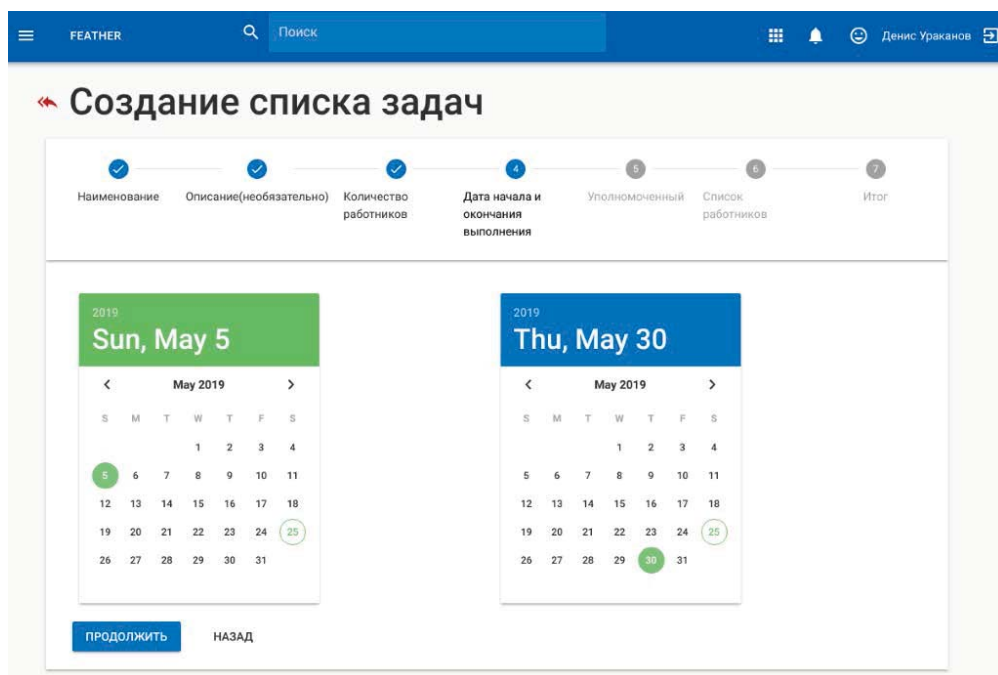 FEATHER
Поиск
Денис Ураканов
Создание списка задач
4
5
6
7
Наименование
Описание(необязательно)
Количество
работников
Дата начала и
окончания
выполнения
Уполномоченный
Список
работников
Итог
2019
Sun, May 5
May 2019
S M T W T F S
1 2 3 4
5 6 7 8 9 10 11
12 13 14 15 16 17 18
19 20 21 22 23 24 25
26 27 28 29 30 31
2019
Thu, May 30
May 2019
S M T W T F S
1 2 3 4
5 6 7 8 9 10 11
12 13 14 15 16 17 18
19 20 21 22 23 24 25
26 27 28 29 30 31
ПРОДОЛЖИТЬ
НАЗАД